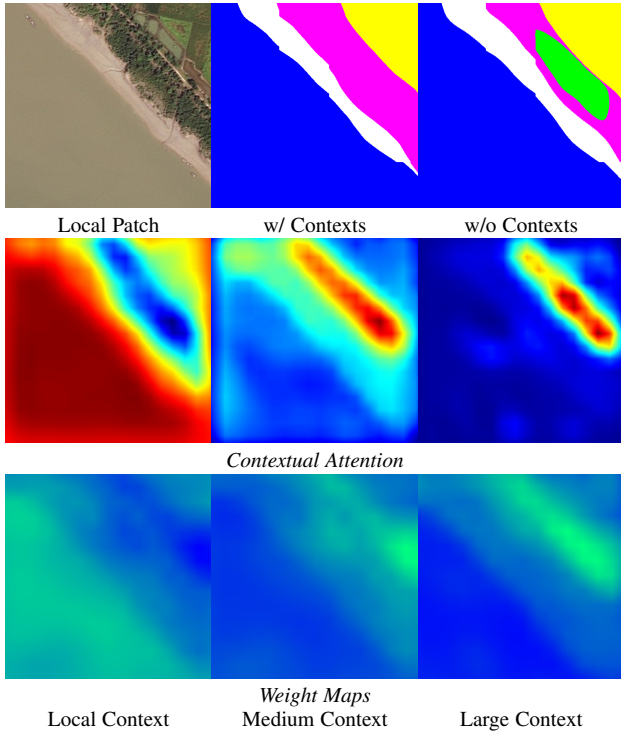 Local Patch w/ Contexts w/o Contexts
Contextual Attention
Weight Maps
Local Context Medium Context Large Context